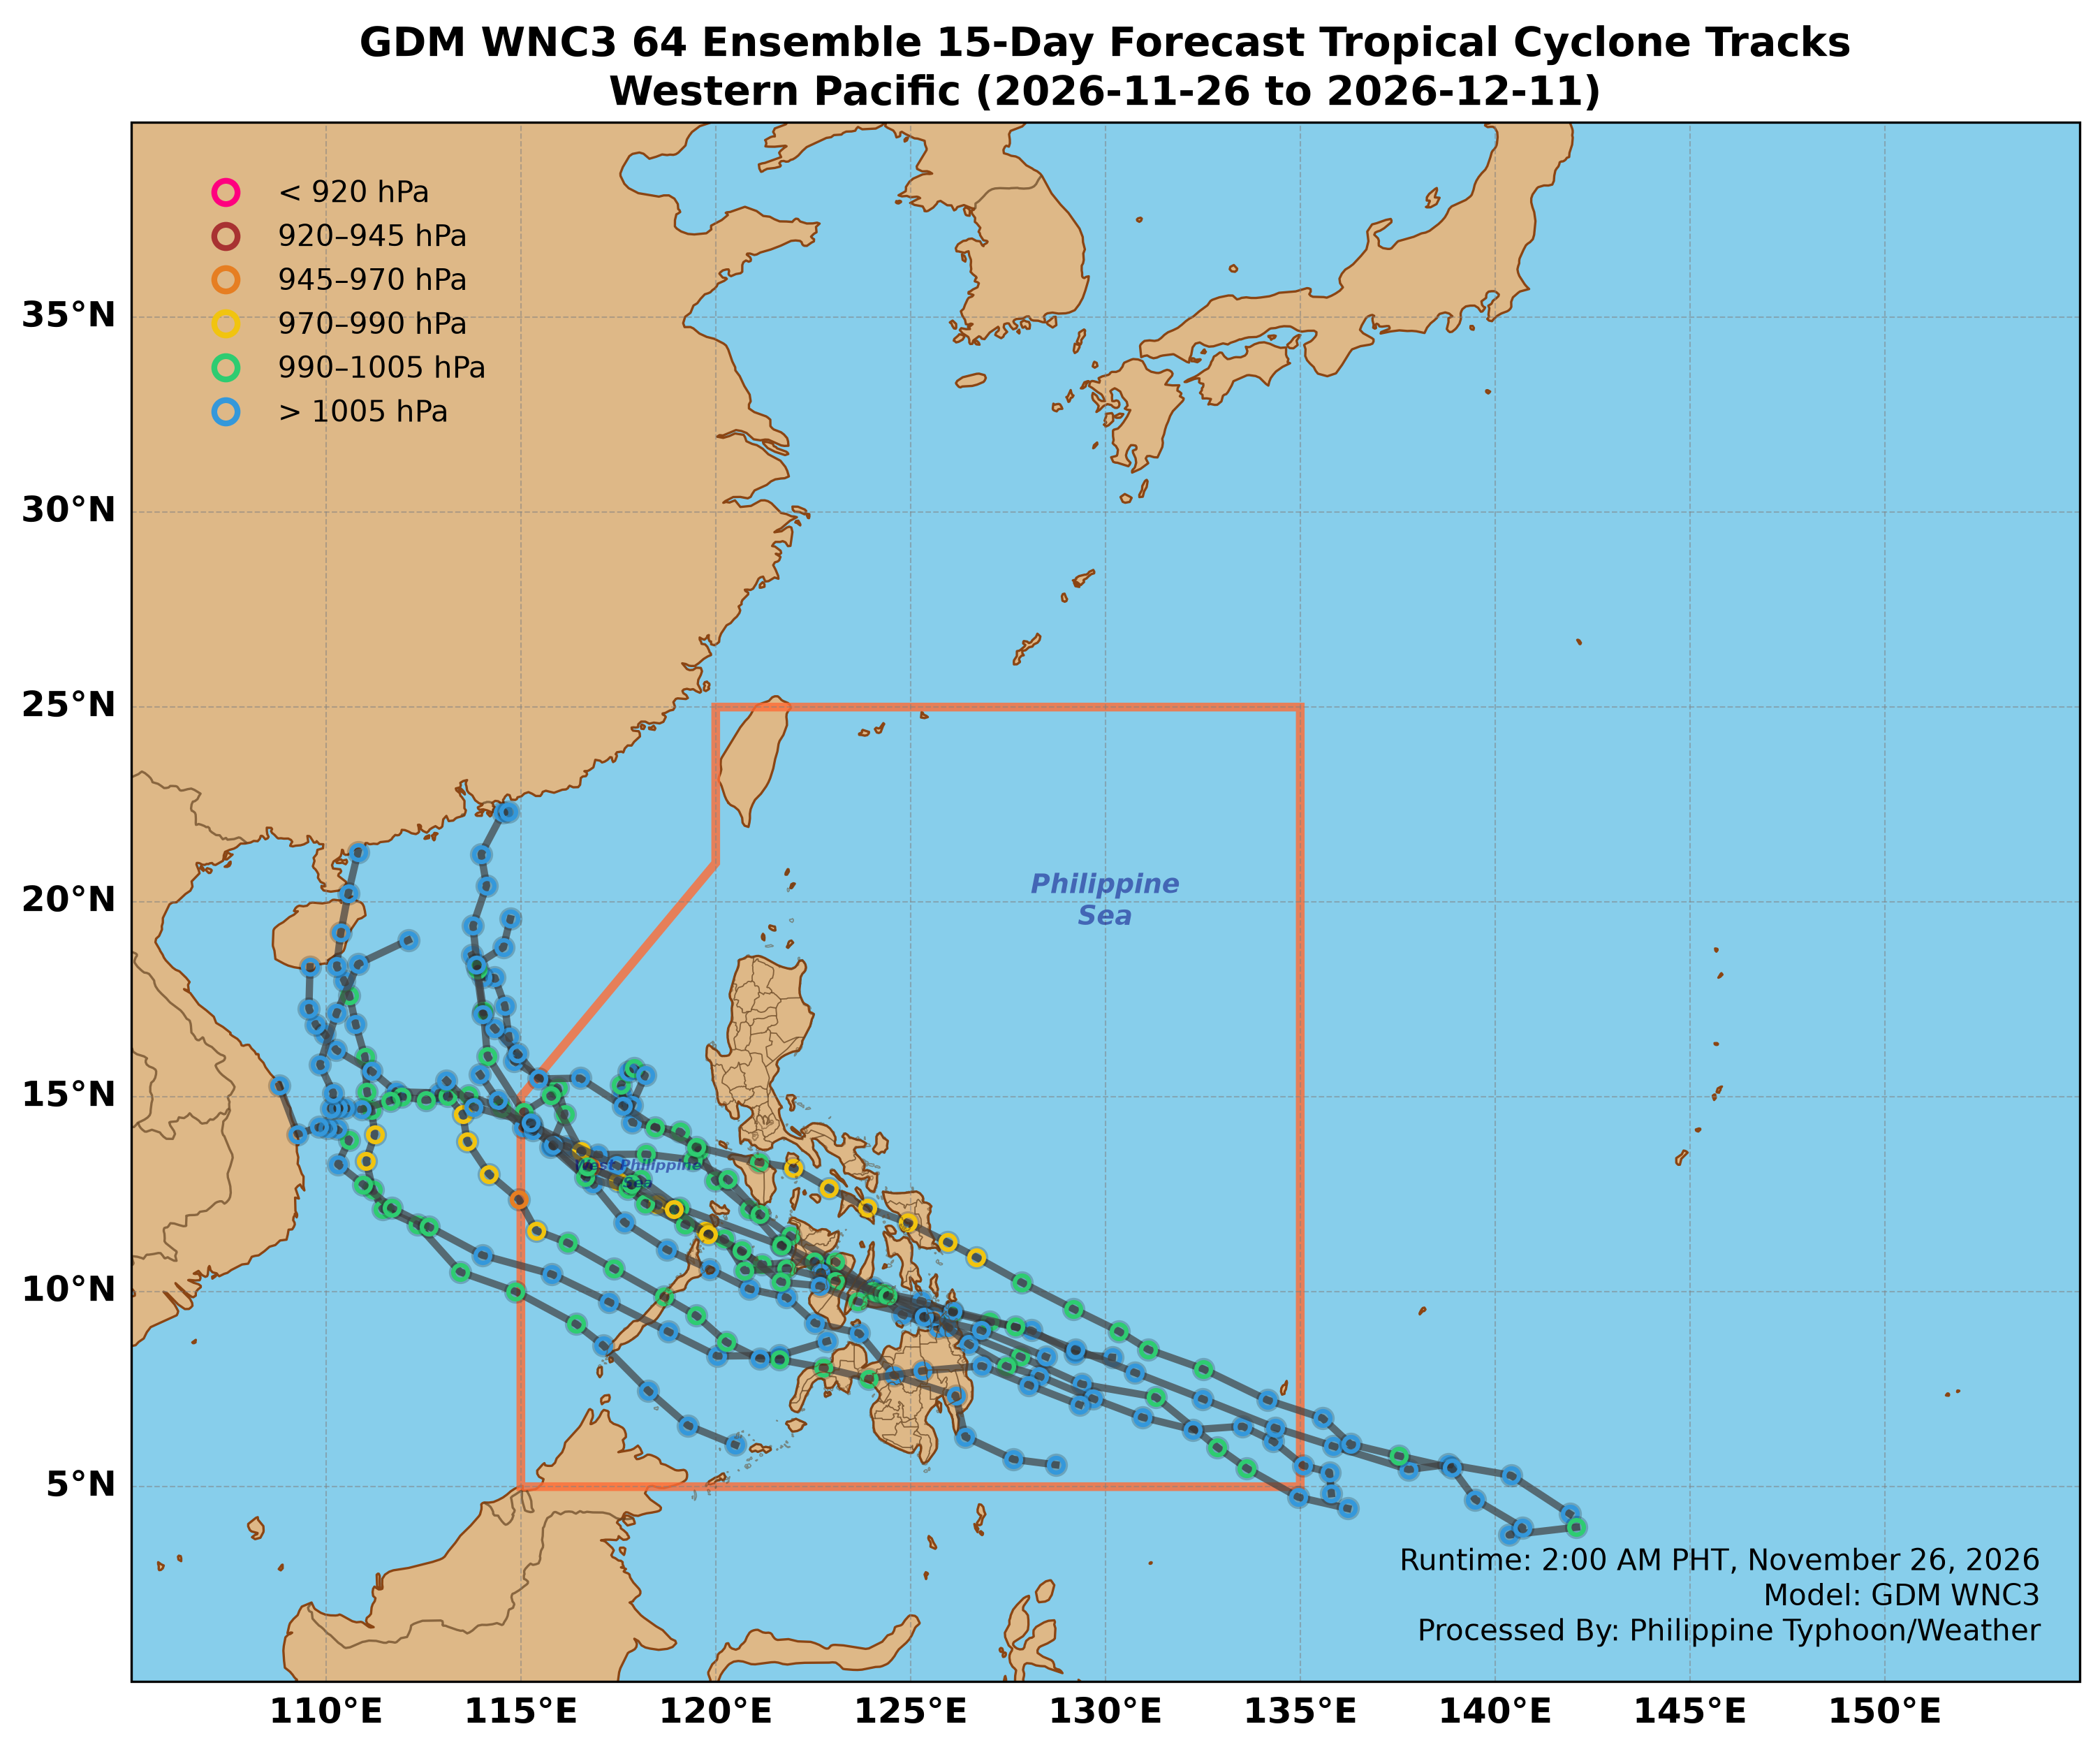 GDM WNC3 64 Ensemble 15-Day Forecast Tropical Cyclone Tracks
Western Pacific (2026-11-26 to 2026-12-11)
< 920 hPa
920–945 hPa
945–970 hPa
970–990 hPa
990–1005 hPa
> 1005 hPa
35°N
30°N
25°N
20°N
15°N
10°N
5°N
Philippine
Sea
West Philippine
Sea
Runtime: 2:00 AM PHT, November 26, 2026
Model: GDM WNC3
Processed By: Philippine Typhoon/Weather
110°E
115°E
120°E
125°E
130°E
135°E
140°E
145°E
150°E